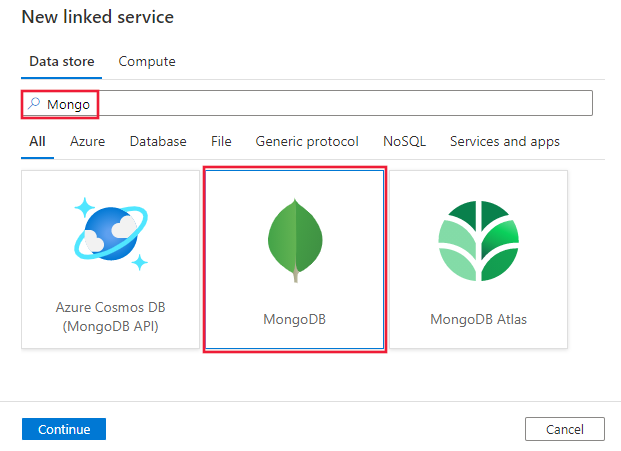 New linked service
Data store Compute
Mongo
All Azure Database File Generic protocol NoSQL Services and apps
Azure Cosmos DB
(MongoDB API)
MongoDB
MongoDB Atlas
Continue Cancel